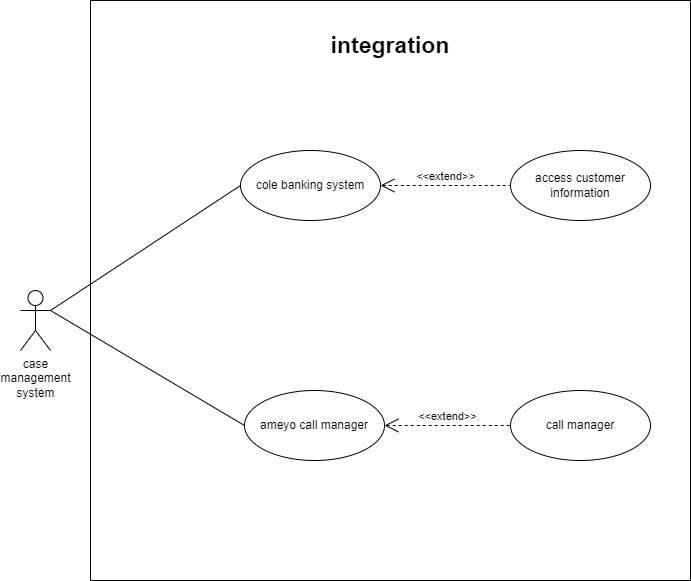 integration
cole banking system
<<extend>>
access customer
information
case
management
system
ameyo call manager
<<extend>>
call manager